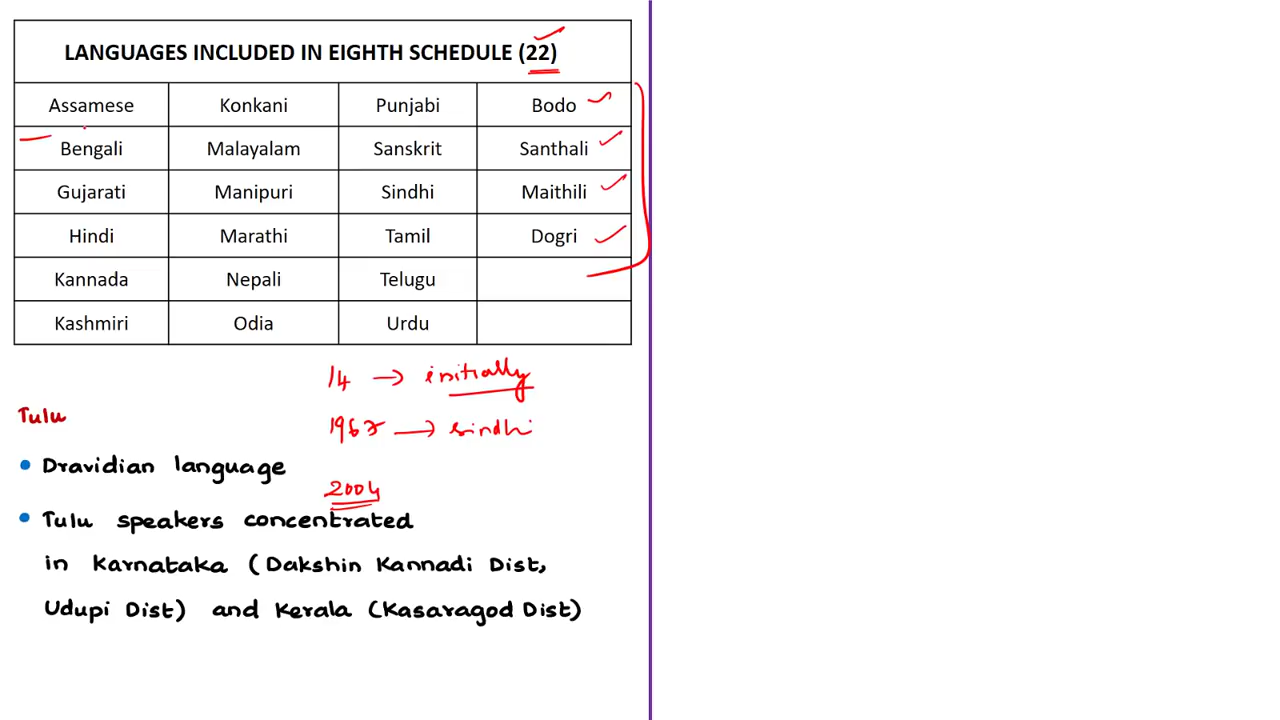 LANGUAGES INCLUDED IN EIGHTH SCHEDULE (22)
Assamese Konkani Punjabi Bodo
Bengali Malayalam Sanskrit Santhali
Gujarati Manipuri Sindhi Maithili
Hindi Marathi Tamil Dogri
Kannada Nepali Telugu
Kashmiri Odia Urdu
14 → initially
→ sindhi
Tulu
• Dravidian language
2004
• Tulu speakers concentrated
in Karnataka (Dakshin Kannadi Dist,
Udupi Dist) and Kerala (Kasaragod Dist)